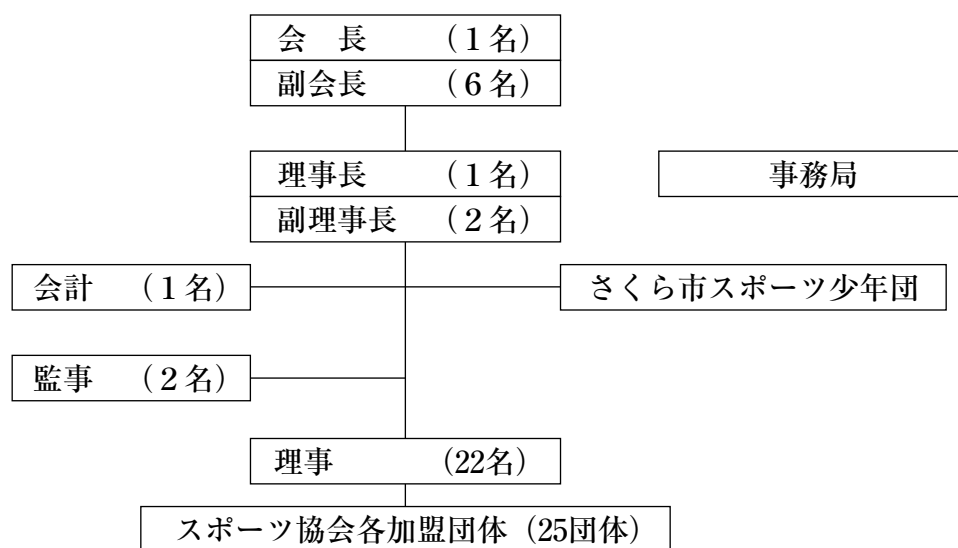 会　長　（１名）
副会長　（６名）
理事長　（１名）
事務局
副理事長　（２名）
会計　（１名）
さくら市スポーツ少年団
監事　（２名）
理事　（22名）
スポーツ協会各加盟団体（25団体）